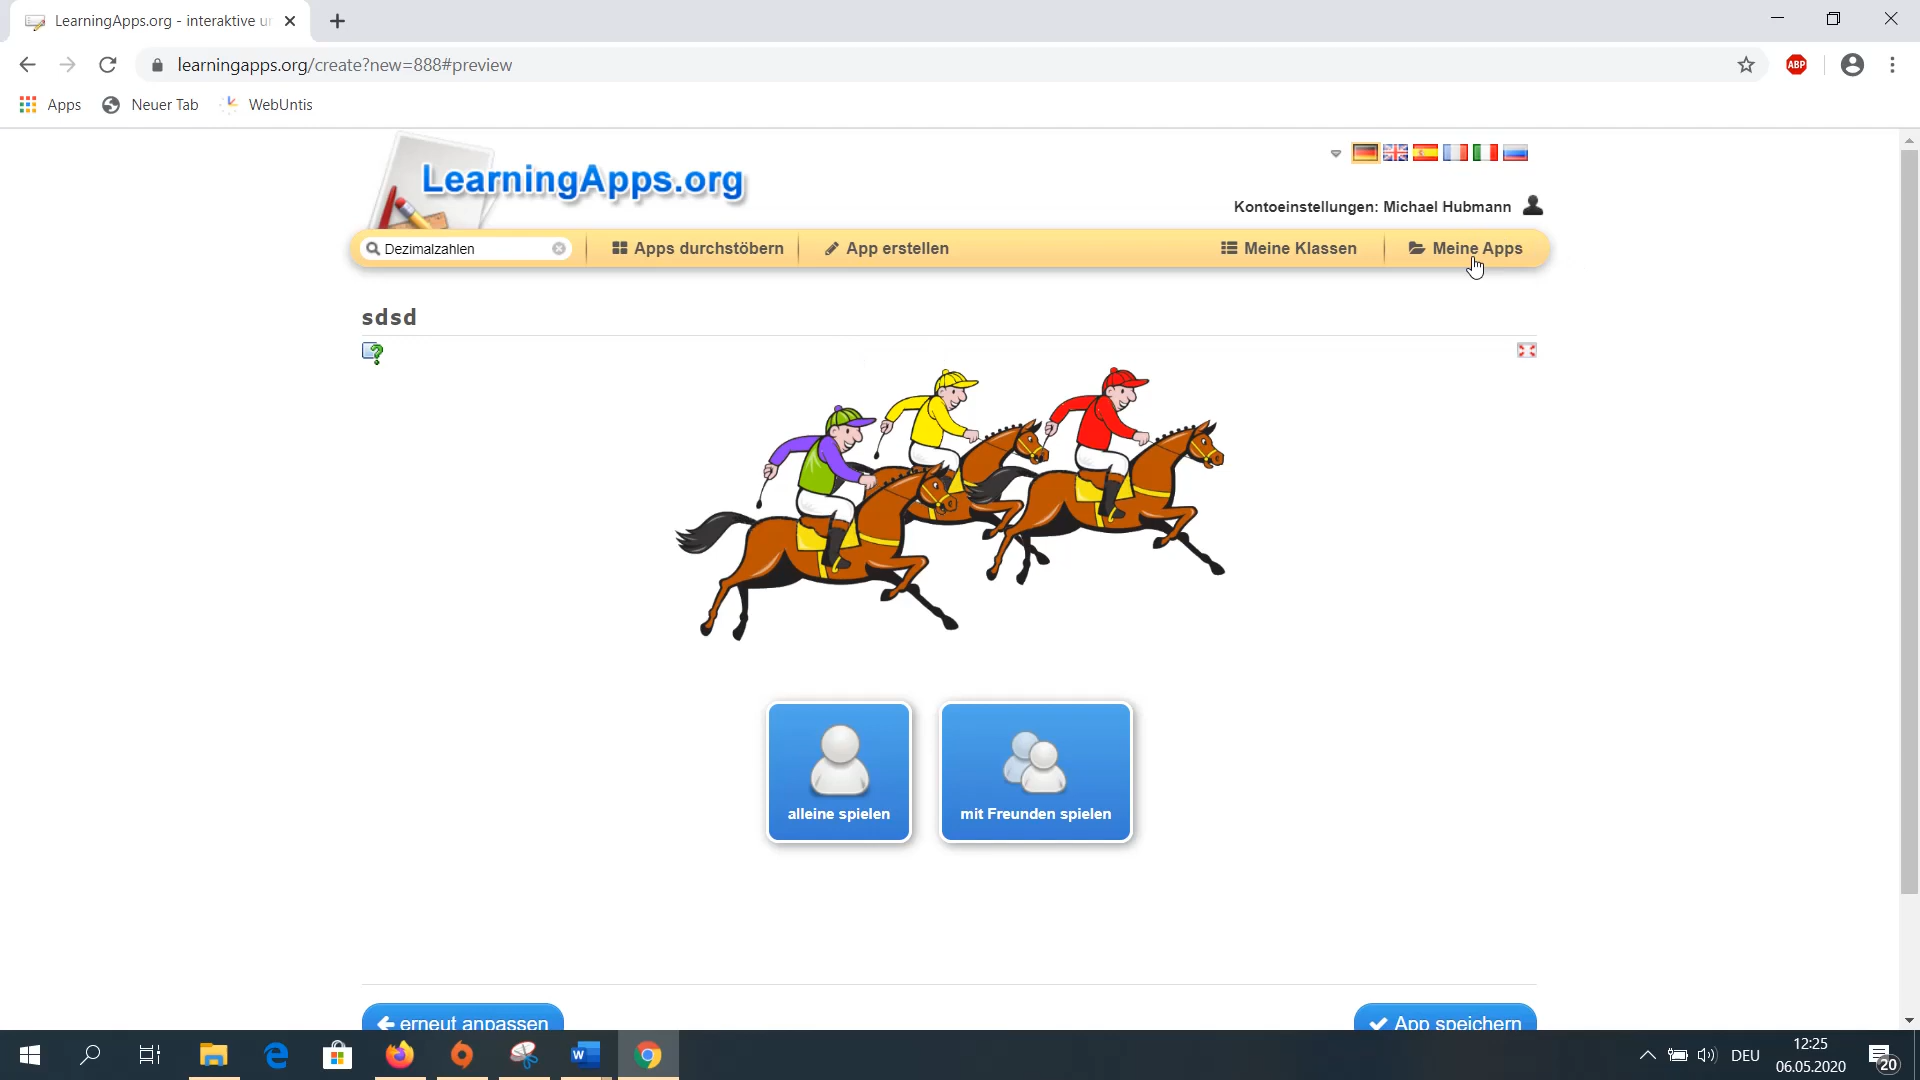 LearningApps.org - interaktive u
learningapps.org/create?new=888#preview
ABP
Apps
Neuer Tab
WebUntis
LearningApps.org
Kontoeinstellungen: Michael Hubmann
Dezimalzahlen
Apps durchstöbern
App erstellen
Meine Klassen
Meine Apps
sdsd
alleine spielen
mit Freunden spielen
erneut anpassen
App speichern
DEU
12:25
06.05.2020
20